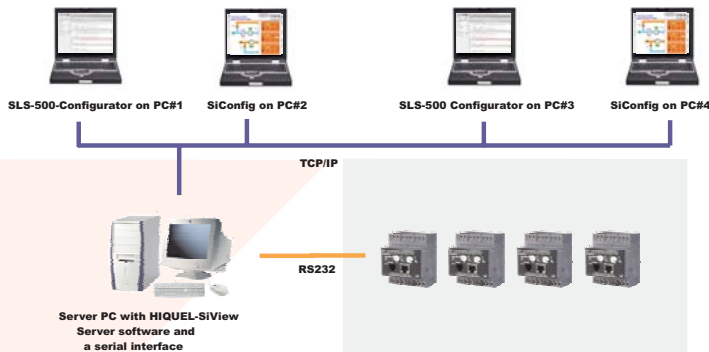 SLS-500-Configurator on PC#1
SiConfig on PC#2
SLS-500 Configurator on PC#3
SiConfig on PC#4
TCP/IP
RS232
Server PC with HIQUEL-SiView
Server software and
a serial interface